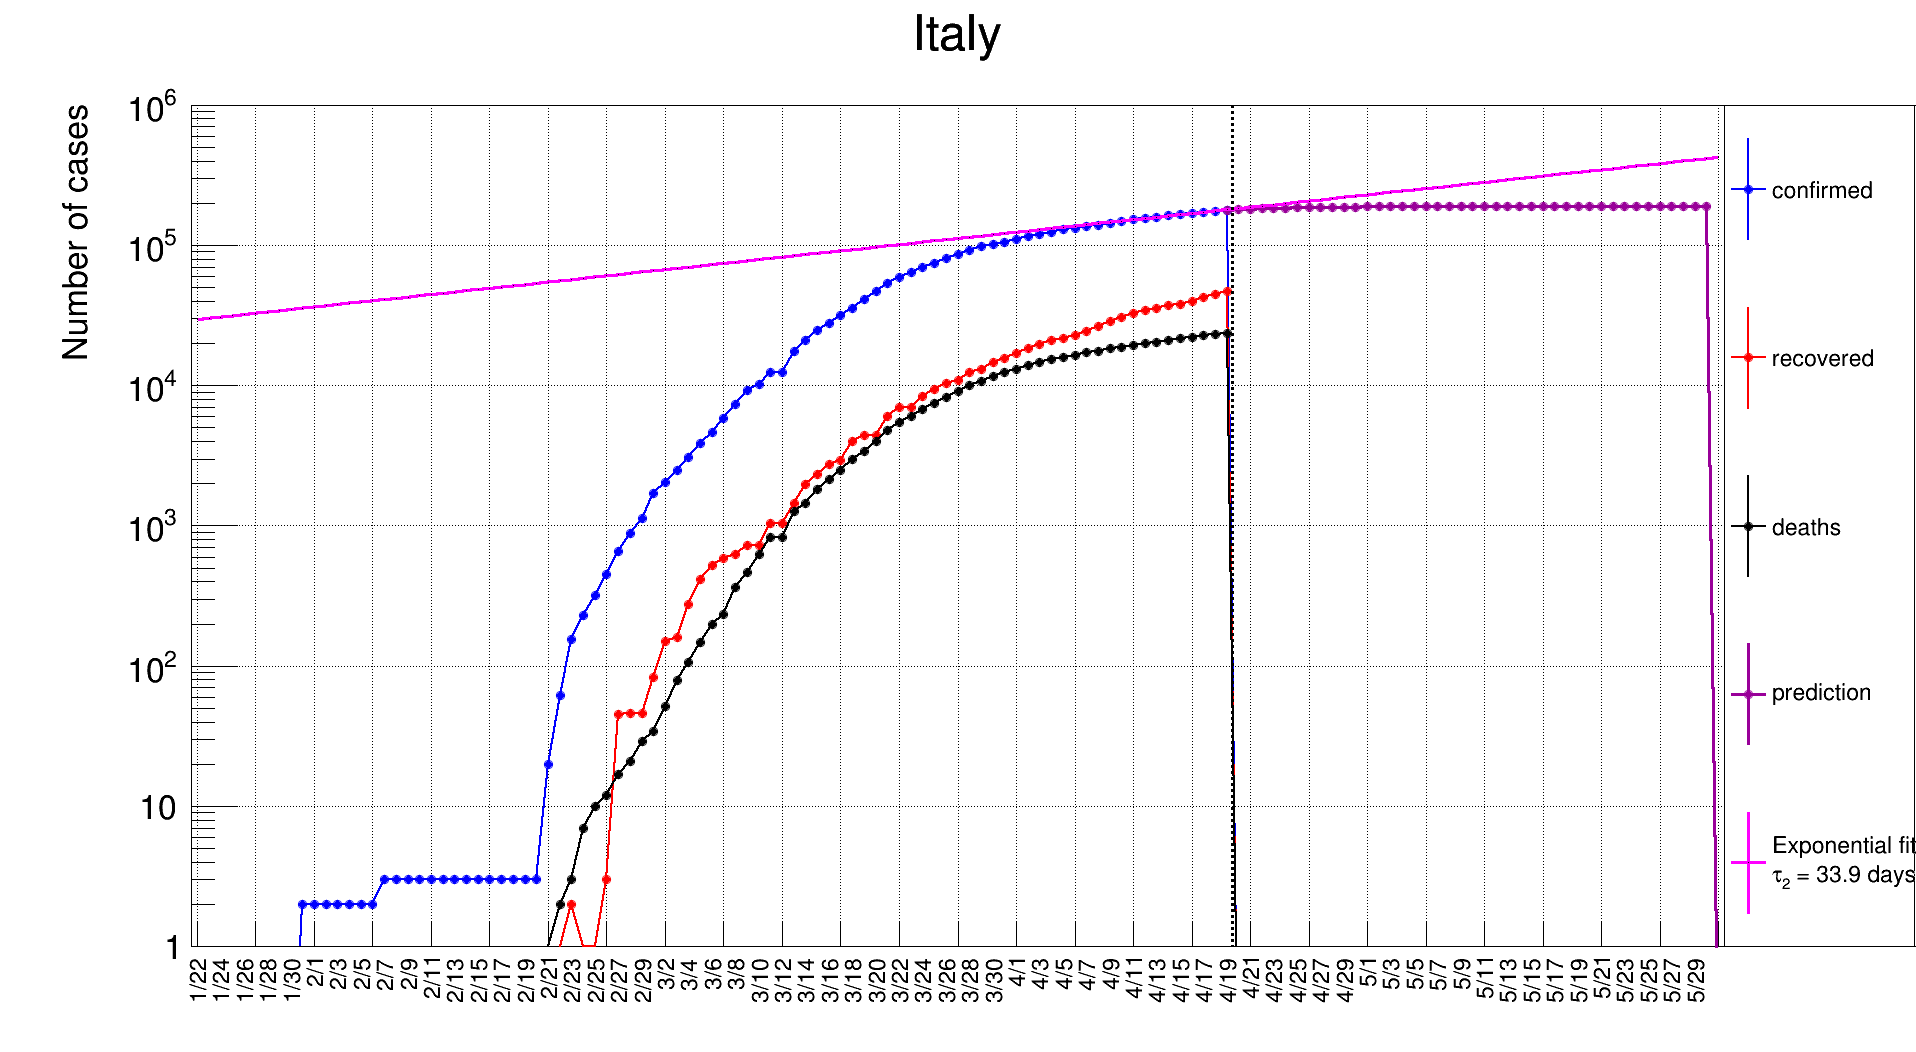 Italy
Number of cases
10^6
10^5
10^4
10^3
10^2
10
1
1/22 1/24 1/26 1/28 1/30 2/1 2/3 2/5 2/7 2/9 2/11 2/13 2/15 2/17 2/19 2/21 2/23 2/25 2/27 2/29 3/2 3/4 3/6 3/8 3/10 3/12 3/14 3/16 3/18 3/20 3/22 3/24 3/26 3/28 3/30 4/1 4/3 4/5 4/7 4/9 4/11 4/13 4/15 4/17 4/19 4/21 4/23 4/25 4/27 4/29 5/1 5/3 5/5 5/7 5/9 5/11 5/13 5/15 5/17 5/19 5/21 5/23 5/25 5/27 5/29
confirmed
recovered
deaths
prediction
Exponential fit
τ₂ = 33.9 days